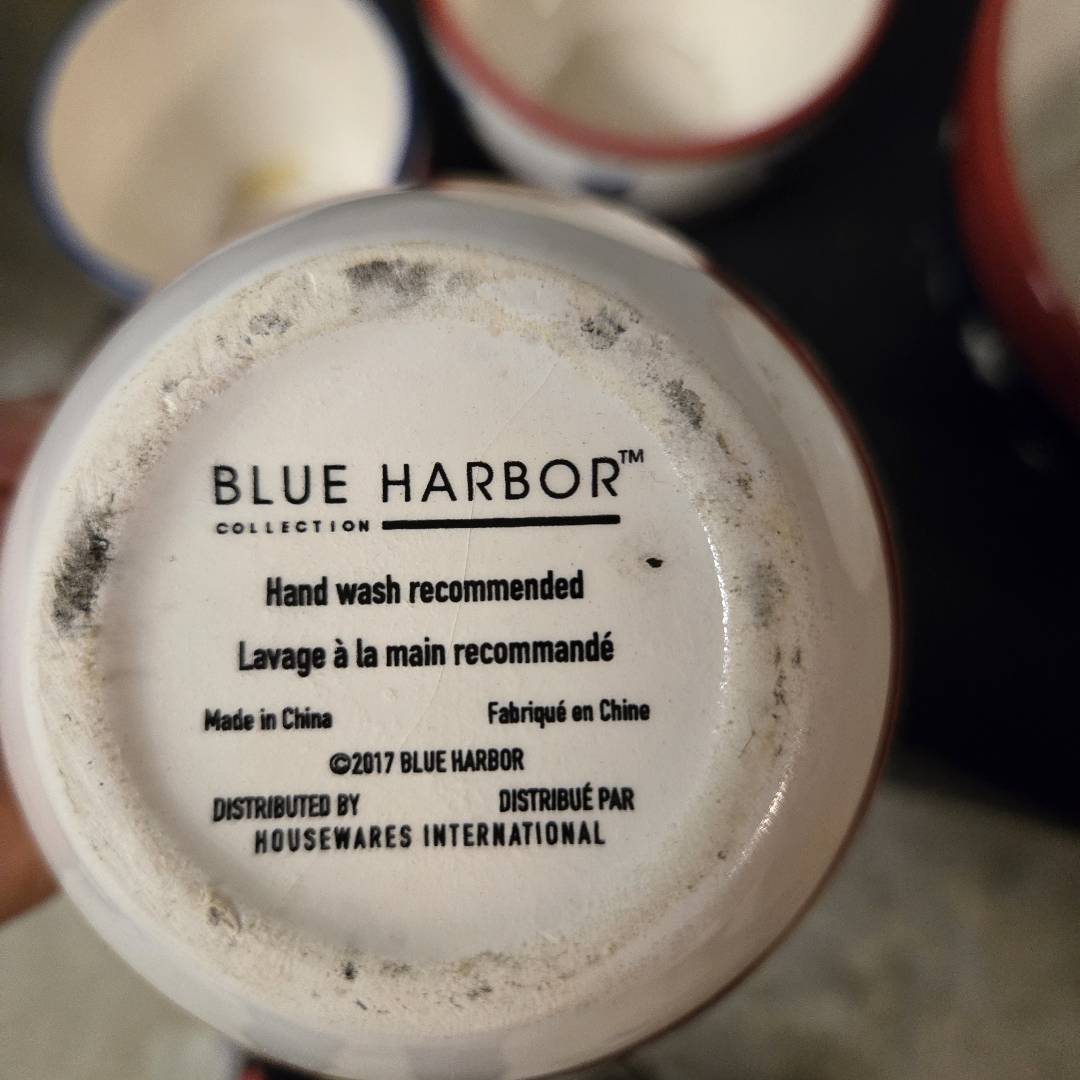 BLUE HARBOR™
COLLECTION
Hand wash recommended
Lavage à la main recommandé
Made in China Fabriqué en Chine
©2017 BLUE HARBOR
DISTRIBUTED BY DISTRIBUÉ PAR
HOUSEWARES INTERNATIONAL